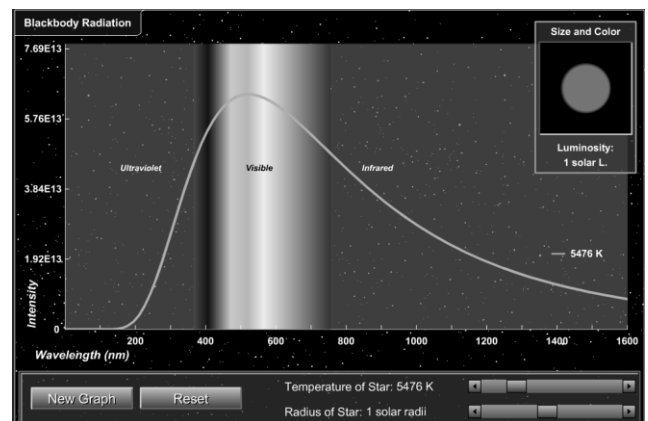 Blackbody Radiation
Size and Color
Luminosity:
1 solar L.
7.69E13
5.76E13
3.84E13
1.92E13
0
Intensity
Ultraviolet
Visible
Infrared
5476 K
200
400
600
800
1000
1200
1400
1600
Wavelength (nm)
New Graph
Reset
Temperature of Star: 5476 K
Radius of Star: 1 solar radii